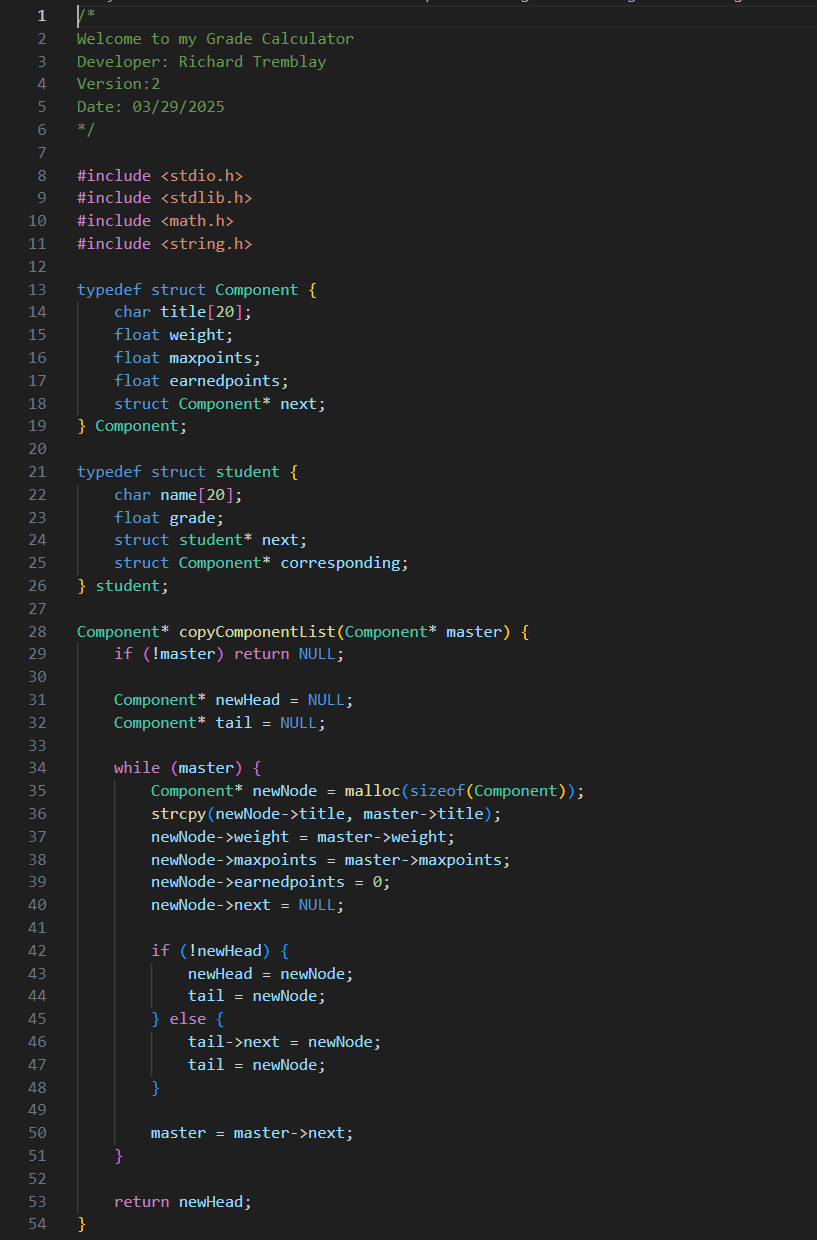 1 /*
2 Welcome to my Grade Calculator
3 Developer: Richard Tremblay
4 Version:2
5 Date: 03/29/2025
6 */
7
8 #include <stdio.h>
9 #include <stdlib.h>
10 #include <math.h>
11 #include <string.h>
12
13 typedef struct Component {
14     char title[20];
15     float weight;
16     float maxpoints;
17     float earnedpoints;
18     struct Component* next;
19 } Component;
20
21 typedef struct student {
22     char name[20];
23     float grade;
24     struct student* next;
25     struct Component* corresponding;
26 } student;
27
28 Component* copyComponentList(Component* master) {
29     if (!master) return NULL;
30
31     Component* newHead = NULL;
32     Component* tail = NULL;
33
34     while (master) {
35         Component* newNode = malloc(sizeof(Component));
36         strcpy(newNode->title, master->title);
37         newNode->weight = master->weight;
38         newNode->maxpoints = master->maxpoints;
39         newNode->earnedpoints = 0;
40         newNode->next = NULL;
41
42         if (!newHead) {
43             newHead = newNode;
44             tail = newNode;
45         } else {
46             tail->next = newNode;
47             tail = newNode;
48         }
49
50         master = master->next;
51     }
52
53     return newHead;
54 }